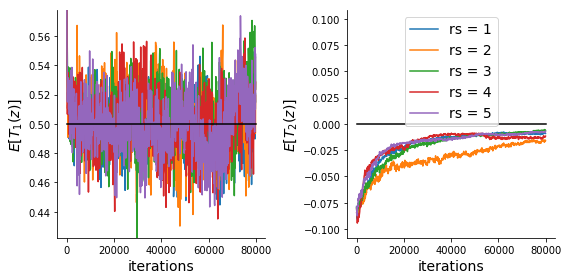 0.56
0.54
0.52
0.50
0.48
0.46
0.44
E[T₁(z)]
0 20000 40000 60000 80000
iterations
0.100
0.075
0.050
0.025
0.000
−0.025
−0.050
−0.075
−0.100
E[T₂(z)]
rs = 1
rs = 2
rs = 3
rs = 4
rs = 5
0 20000 40000 60000 80000
iterations